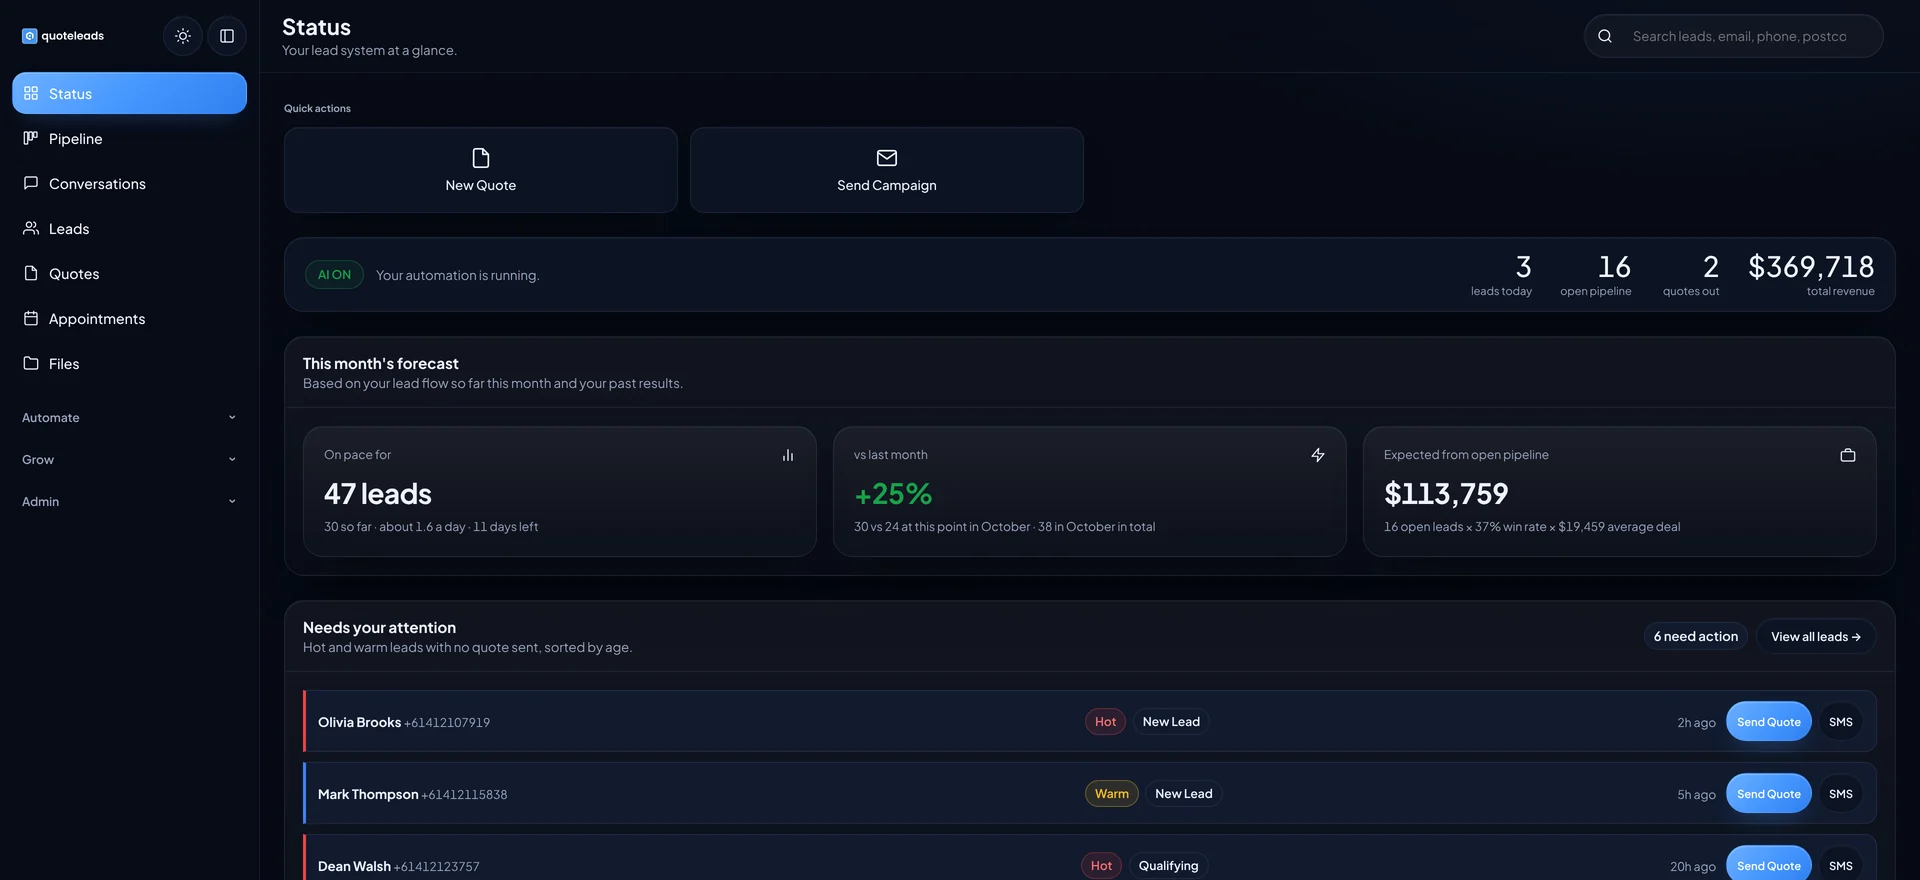 quoteleads
Status
Pipeline
Conversations
Leads
Quotes
Appointments
Files
Automate
Grow
Admin
Status
Your lead system at a glance.
Search leads, email, phone, postco
Quick actions
New Quote
Send Campaign
AI ON
Your automation is running.
3
leads today
16
open pipeline
2
quotes out
$369,718
total revenue
This month's forecast
Based on your lead flow so far this month and your past results.
On pace for
47 leads
30 so far · about 1.6 a day · 11 days left
vs last month
+25%
30 vs 24 at this point in October · 38 in October in total
Expected from open pipeline
$113,759
16 open leads × 37% win rate × $19,459 average deal
Needs your attention
Hot and warm leads with no quote sent, sorted by age.
6 need action
View all leads →
Olivia Brooks +61412107919
Hot
New Lead
2h ago
Send Quote
SMS
Mark Thompson +61412115838
Warm
New Lead
5h ago
Send Quote
SMS
Dean Walsh +61412123757
Hot
Qualifying
20h ago
Send Quote
SMS